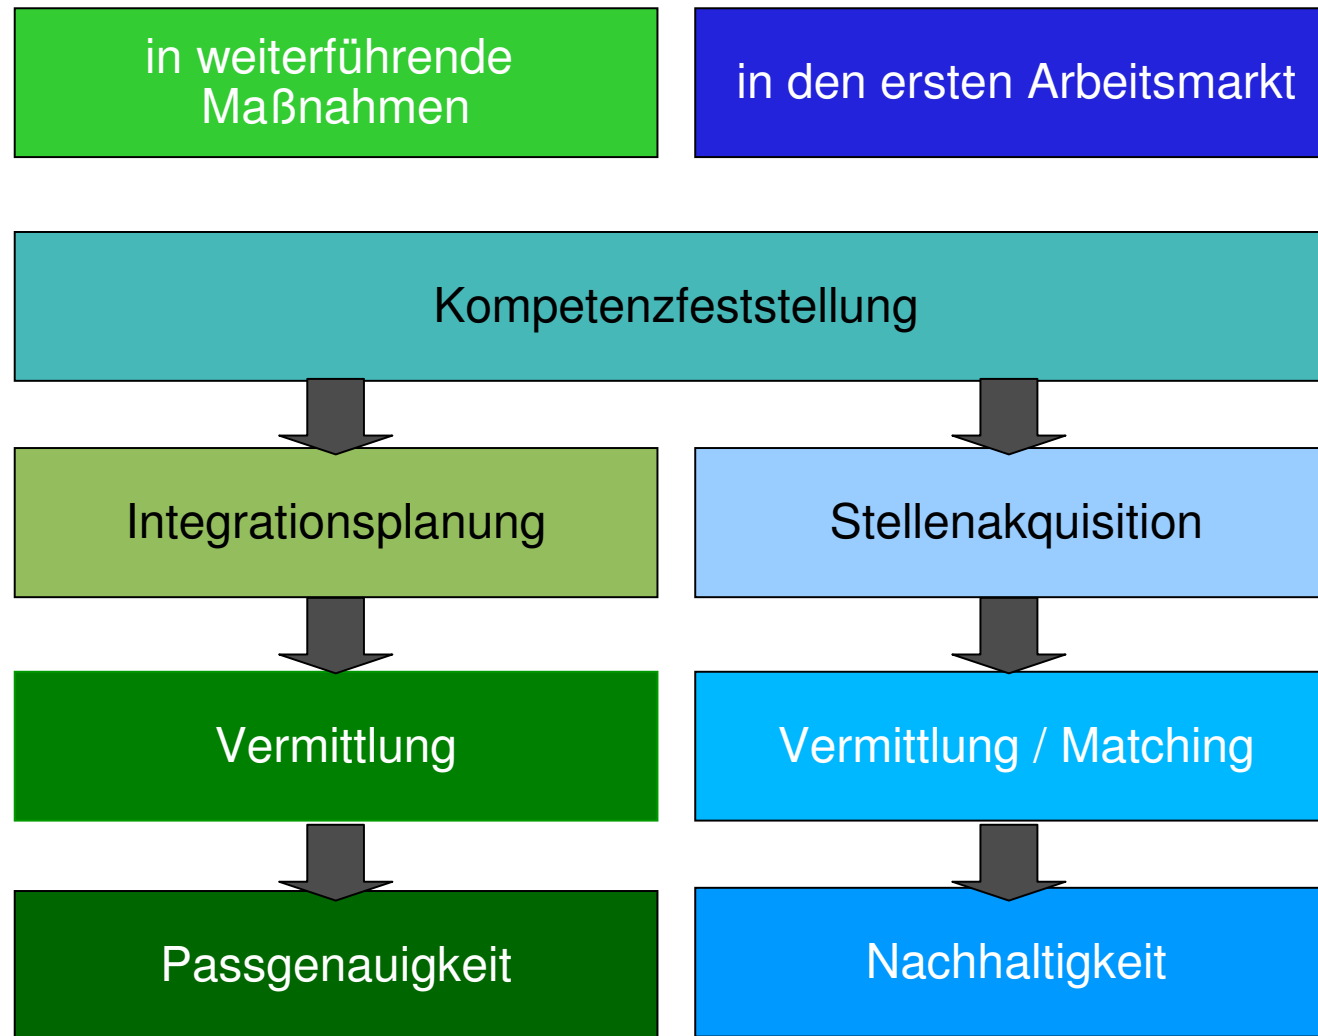 in weiterführende
Maßnahmen
in den ersten Arbeitsmarkt
Kompetenzfeststellung
Integrationsplanung
Stellenakquisition
Vermittlung
Vermittlung / Matching
Passgenauigkeit
Nachhaltigkeit